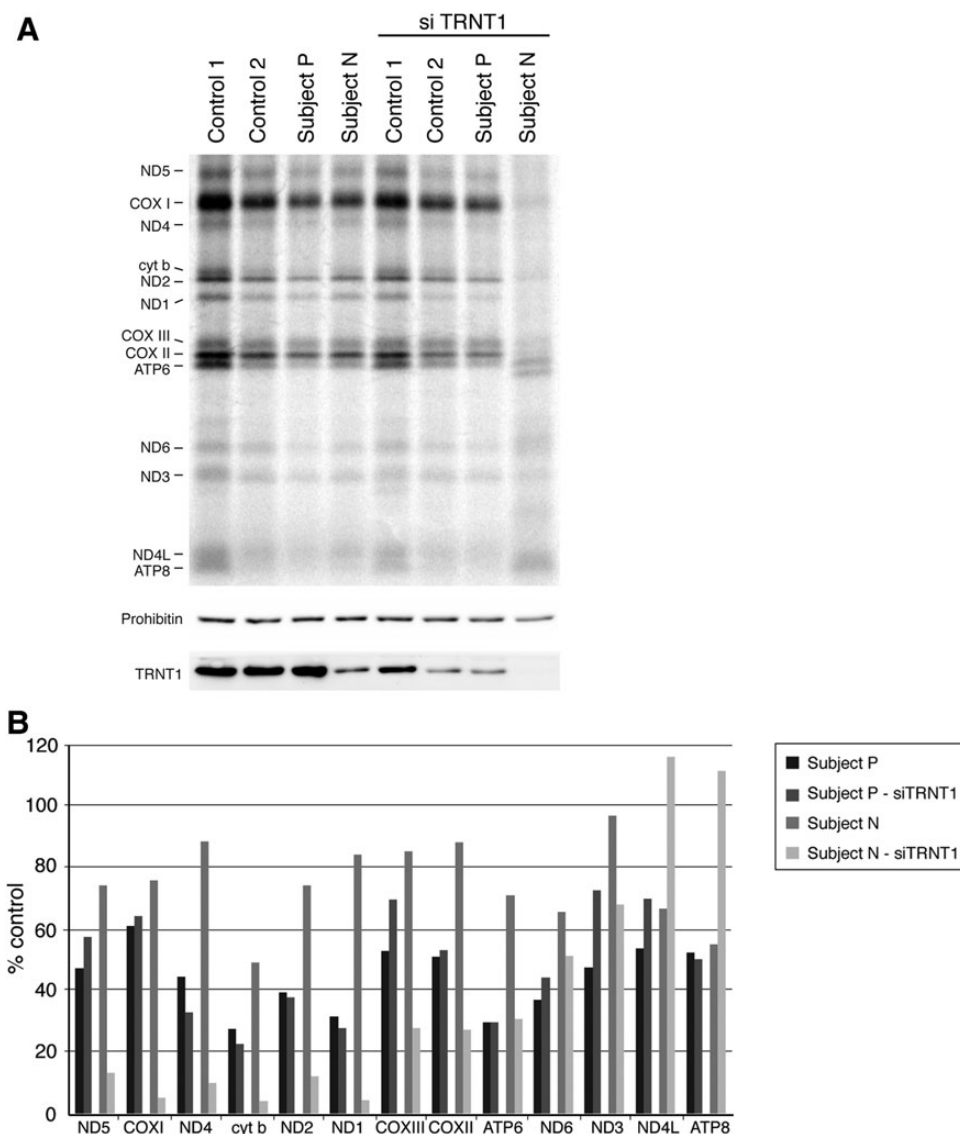 A
si TRNT1
Control 1
Control 2
Subject P
Subject N
Control 1
Control 2
Subject P
Subject N
ND5
COX I
ND4
cyt b
ND2
ND1
COX III
COX II
ATP6
ND6
ND3
ND4L
ATP8
Prohibitin
TRNT1
B
% control
120
100
80
60
40
20
0
ND5 COXI ND4 cyt b ND2 ND1 COXIII COXII ATP6 ND6 ND3 ND4L ATP8
Subject P
Subject P - siTRNT1
Subject N
Subject N - siTRNT1